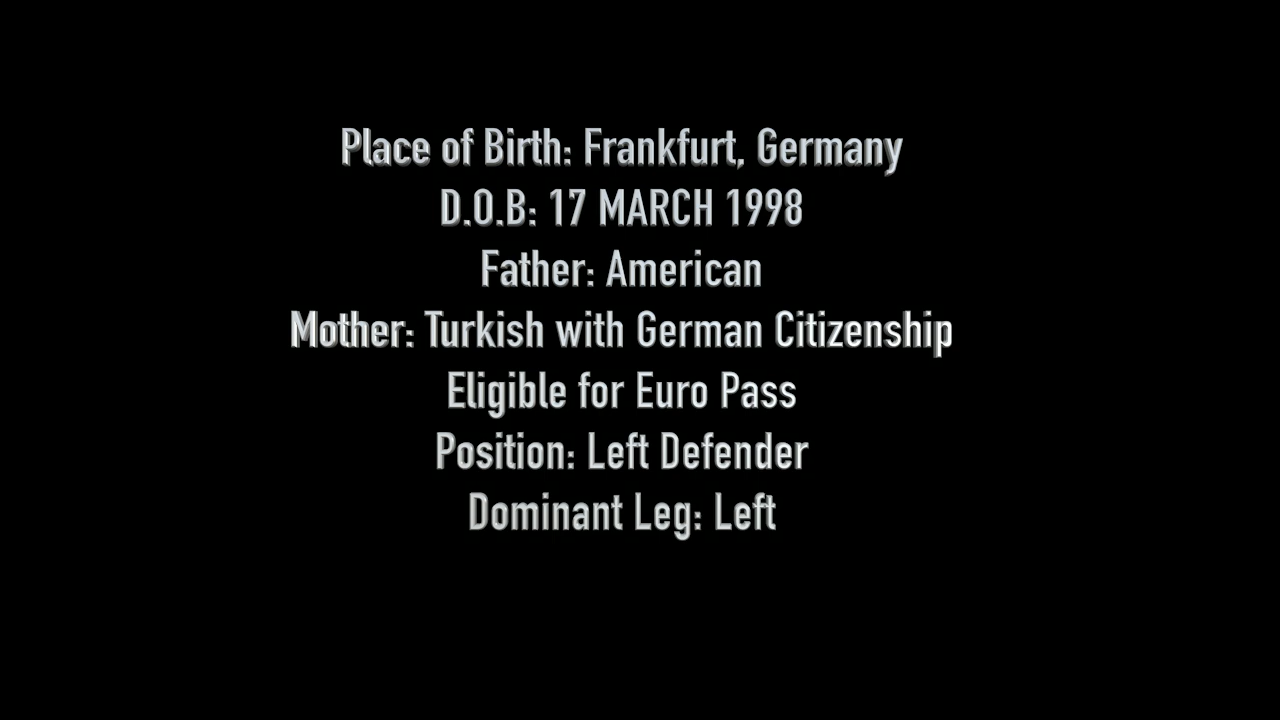 Place of Birth: Frankfurt, Germany
D.O.B: 17 MARCH 1998
Father: American
Mother: Turkish with German Citizenship
Eligible for Euro Pass
Position: Left Defender
Dominant Leg: Left